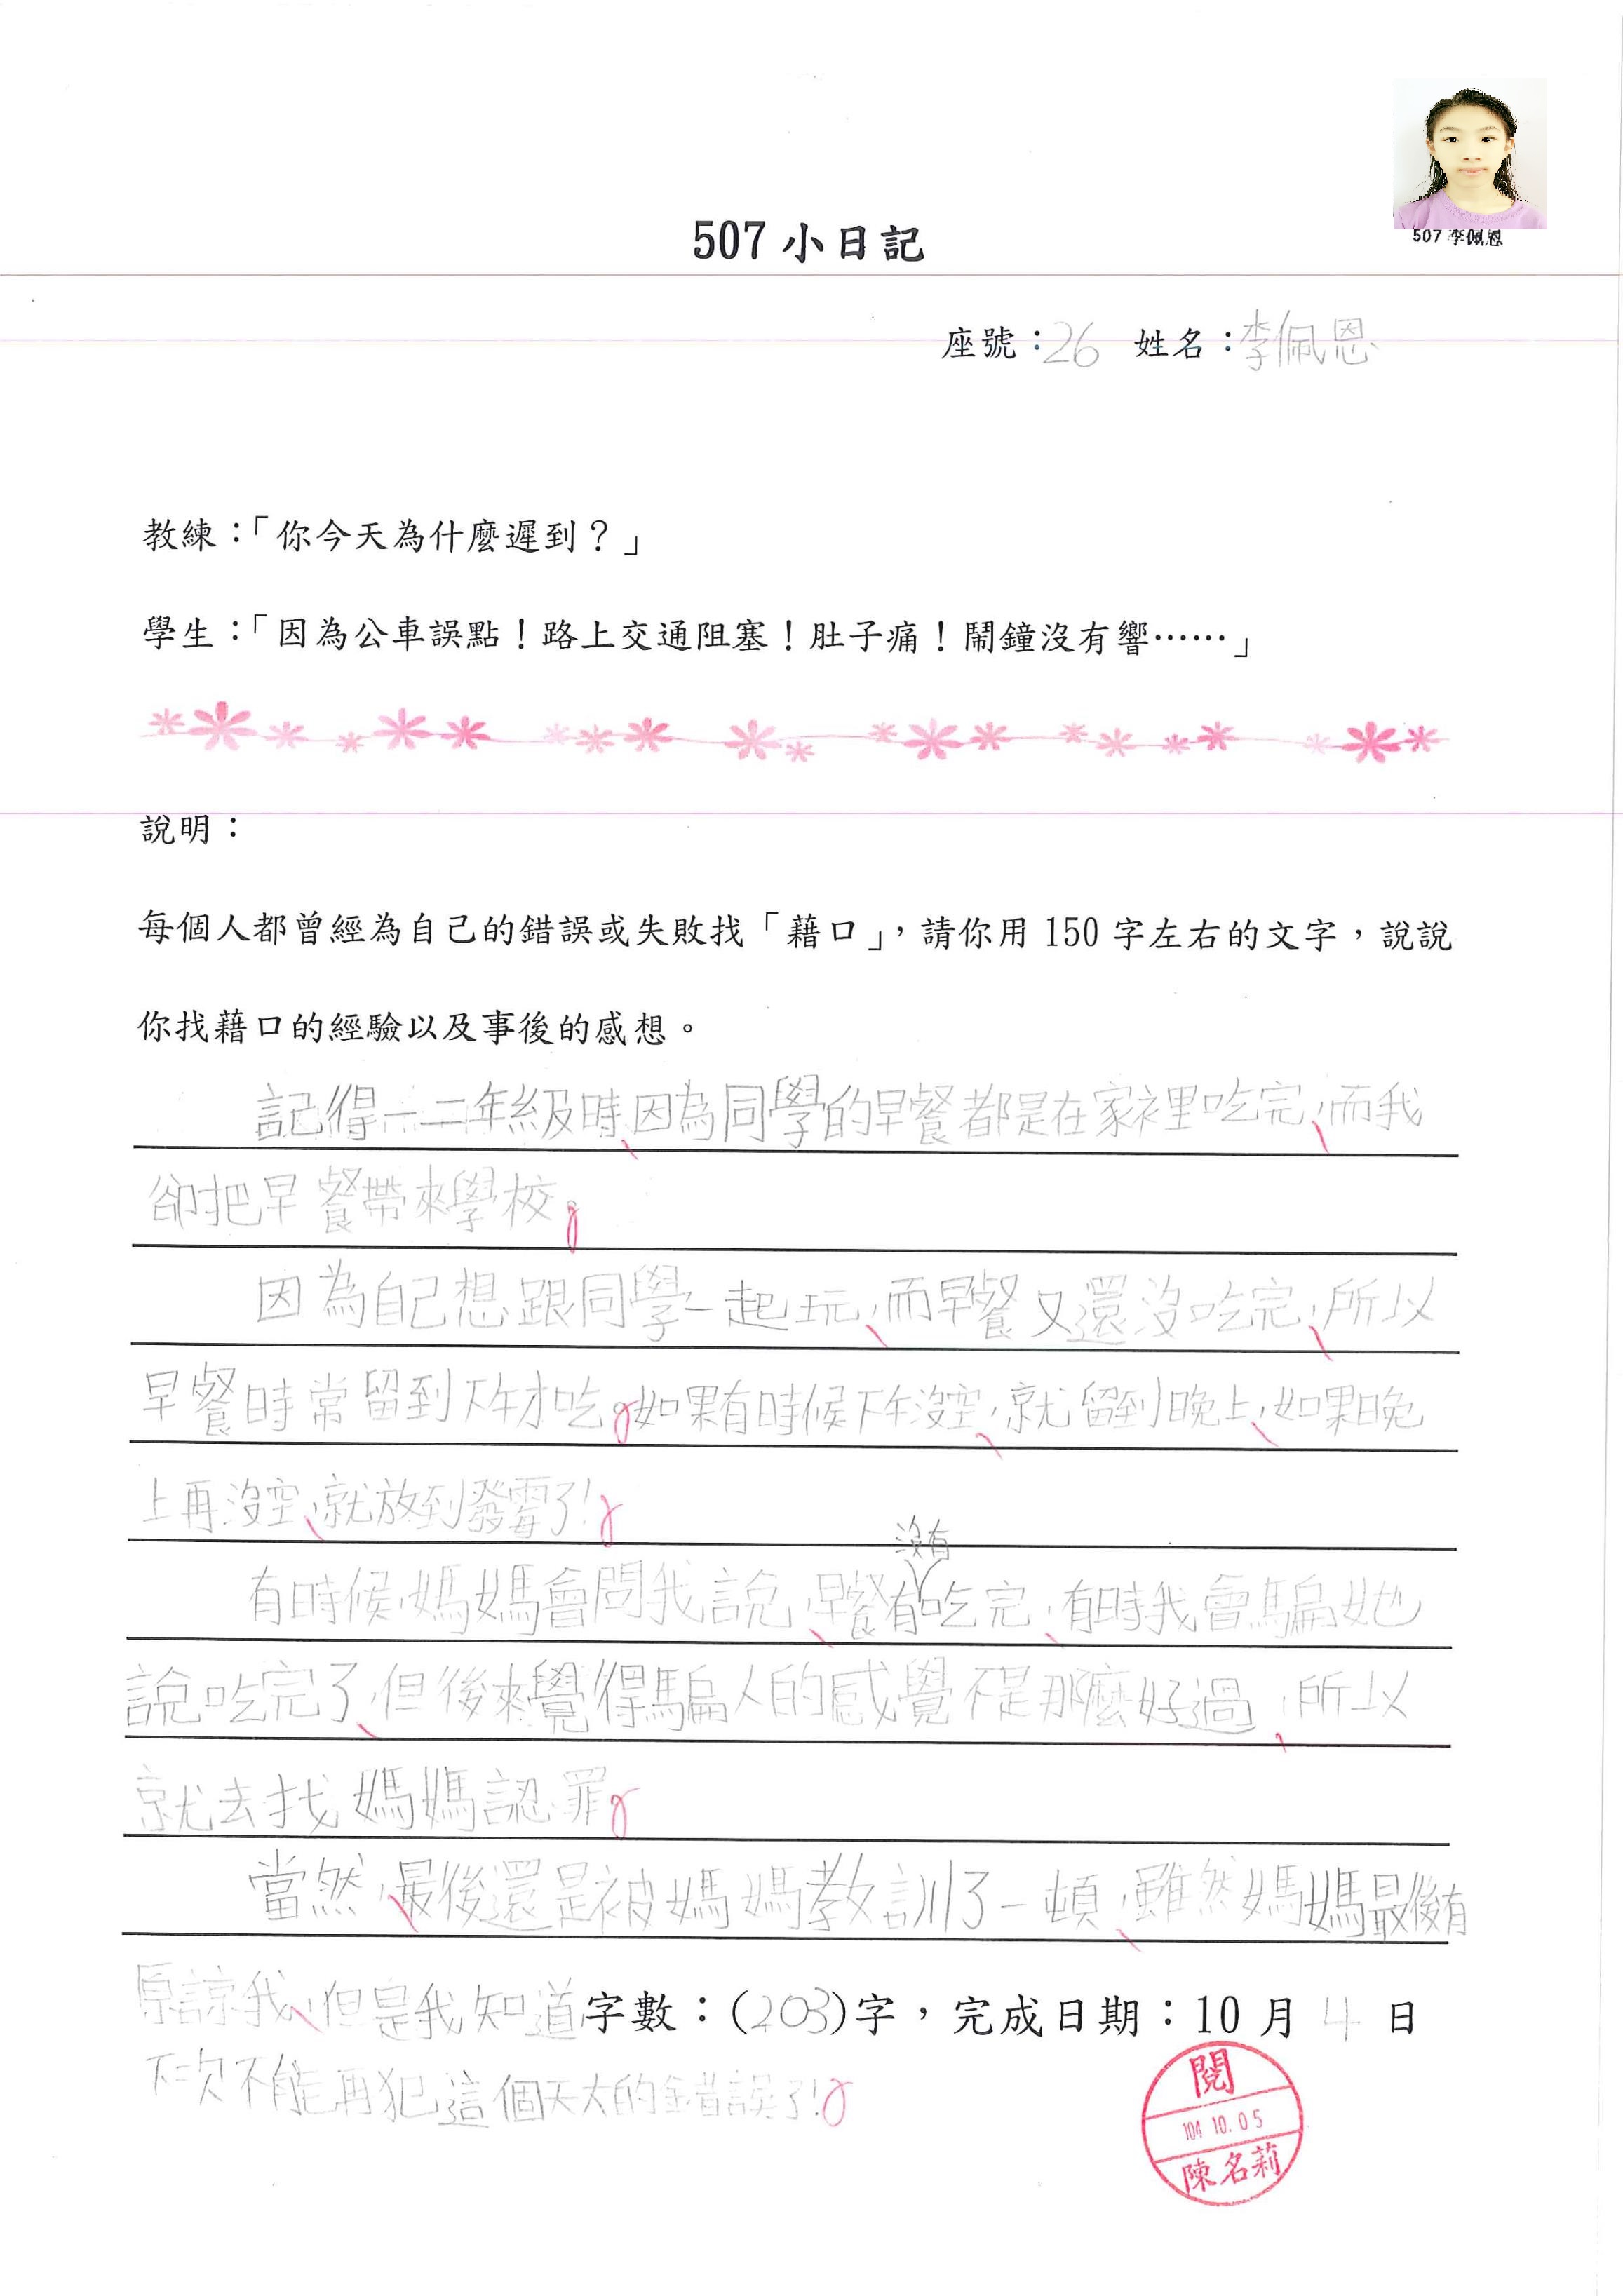 507 李佩恩
507 小日記
座號：26 姓名：李佩恩
教練：「你今天為什麼遲到？」
學生：「因為公車誤點！路上交通阻塞！肚子痛！鬧鐘沒有響……」
說明：
每個人都曾經為自己的錯誤或失敗找「藉口」，請你用 150 字左右的文字，說說
你找藉口的經驗以及事後的感想。
記得一、二年級時，因為同學的早餐都是在家裡吃完，而我
卻把早餐帶來學校。
因為自己想跟同學一起玩，而早餐又還沒吃完，所以
早餐時常留到下午才吃。如果有時候下午沒空，就留到晚上，如果晚
上再沒空，就放到發霉了！
沒有
有時候，媽媽會問我說，早餐有吃完，有時我會騙她
說吃完了，但後來覺得騙人的感覺不是那麼好過，所以
就去找媽媽認罪。
當然，最後還是被媽媽教訓了一頓，雖然媽媽最後有
原諒我，但是我知道字數：(203)字，完成日期：10 月 4 日
下次不能再犯這個天大的錯誤了！
閱
104.10.05
陳名莉